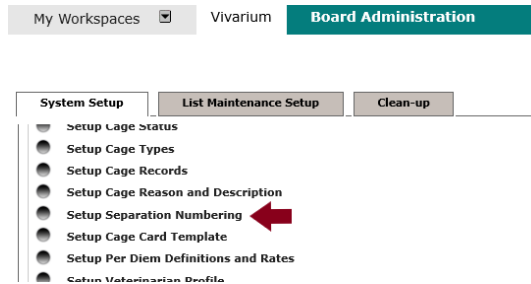 My Workspaces Vivarium Board Administration
System Setup List Maintenance Setup Clean-up
Setup Cage Status
Setup Cage Types
Setup Cage Records
Setup Cage Reason and Description
Setup Separation Numbering
Setup Cage Card Template
Setup Per Diem Definitions and Rates
Setup Veterinarian Profile